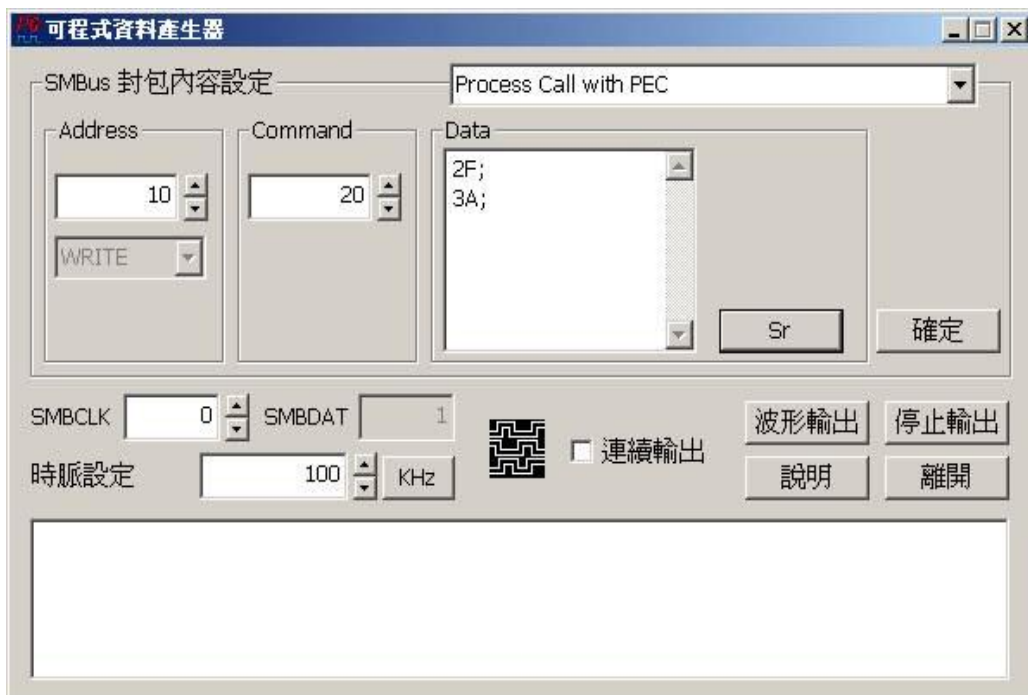 PG 可程式資料產生器
SMBus 封包內容設定 Process Call with PEC
Address Command Data
10 20 2F;
3A;
WRITE
Sr 確定
SMBCLK 0 SMBDAT 1 連續輸出 波形輸出 停止輸出
時脈設定 100 KHz 說明 離開